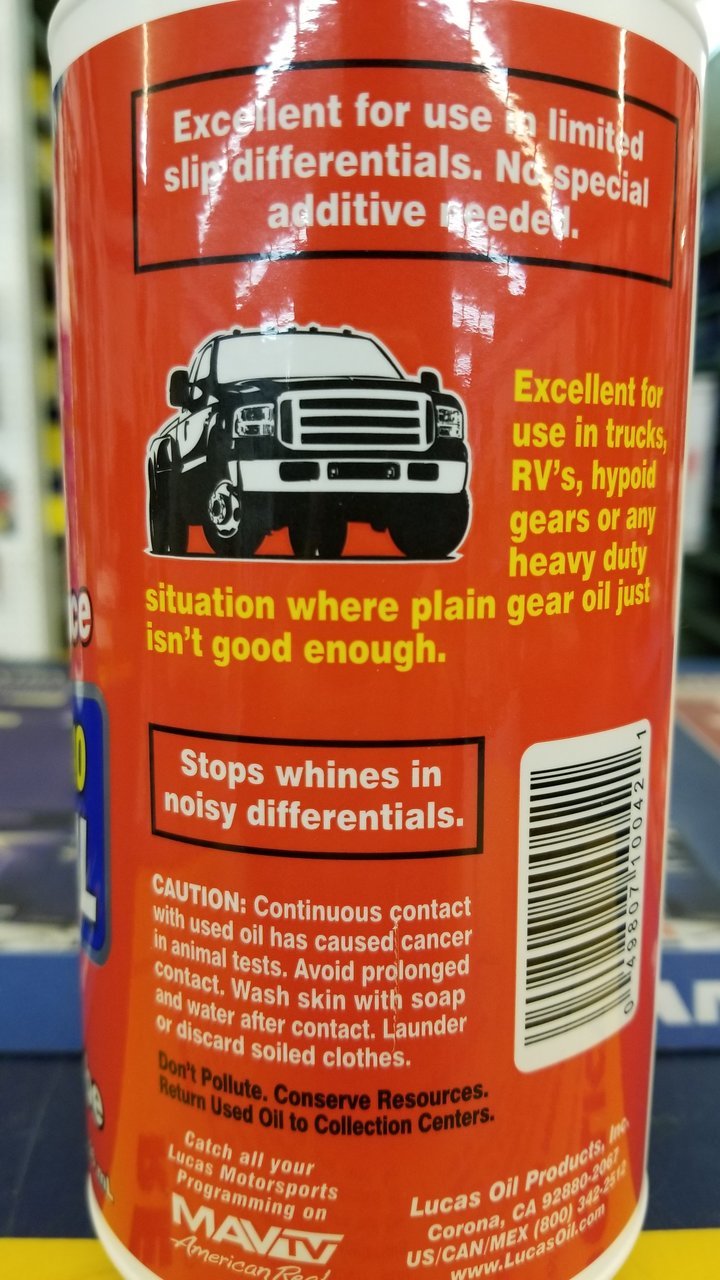 Excellent for use in limited
slip differentials. No special
additive needed.
Excellent for
use in trucks,
RV's, hypoid
gears or any
heavy duty
situation where plain gear oil just
isn't good enough.
Stops whines in
noisy differentials.
0 49807 10042 1
CAUTION: Continuous contact
with used oil has caused cancer
in animal tests. Avoid prolonged
contact. Wash skin with soap
and water after contact. Launder
or discard soiled clothes.
Don't Pollute. Conserve Resources.
Return Used Oil to Collection Centers.
Catch all your
Lucas Motorsports
Programming on
MAVTV
American Real
Lucas Oil Products, Inc.
Corona, CA 92880-2067
US/CAN/MEX (800) 342-2512
www.LucasOil.com